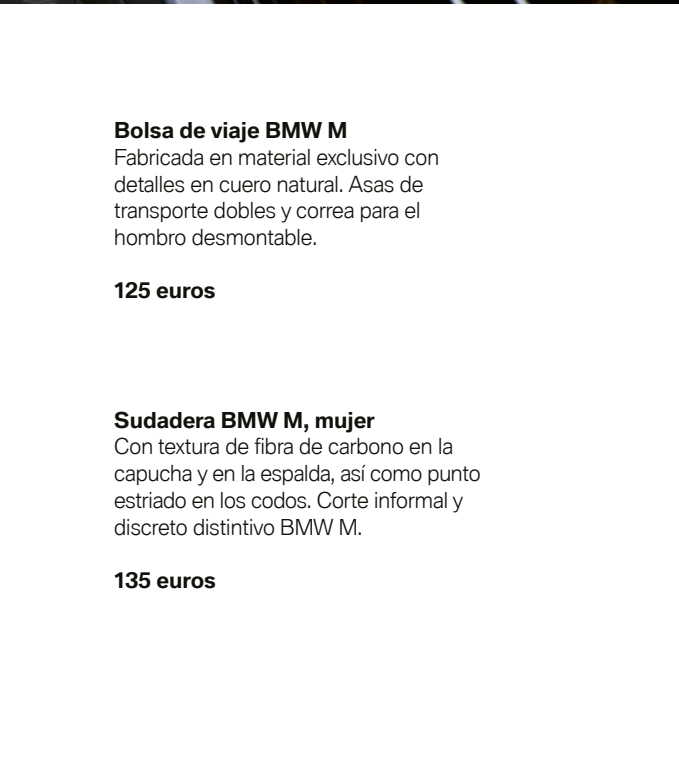 Bolsa de viaje BMW M
Fabricada en material exclusivo con
detalles en cuero natural. Asas de
transporte dobles y correa para el
hombro desmontable.
125 euros
Sudadera BMW M, mujer
Con textura de fibra de carbono en la
capucha y en la espalda, así como punto
estriado en los codos. Corte informal y
discreto distintivo BMW M.
135 euros